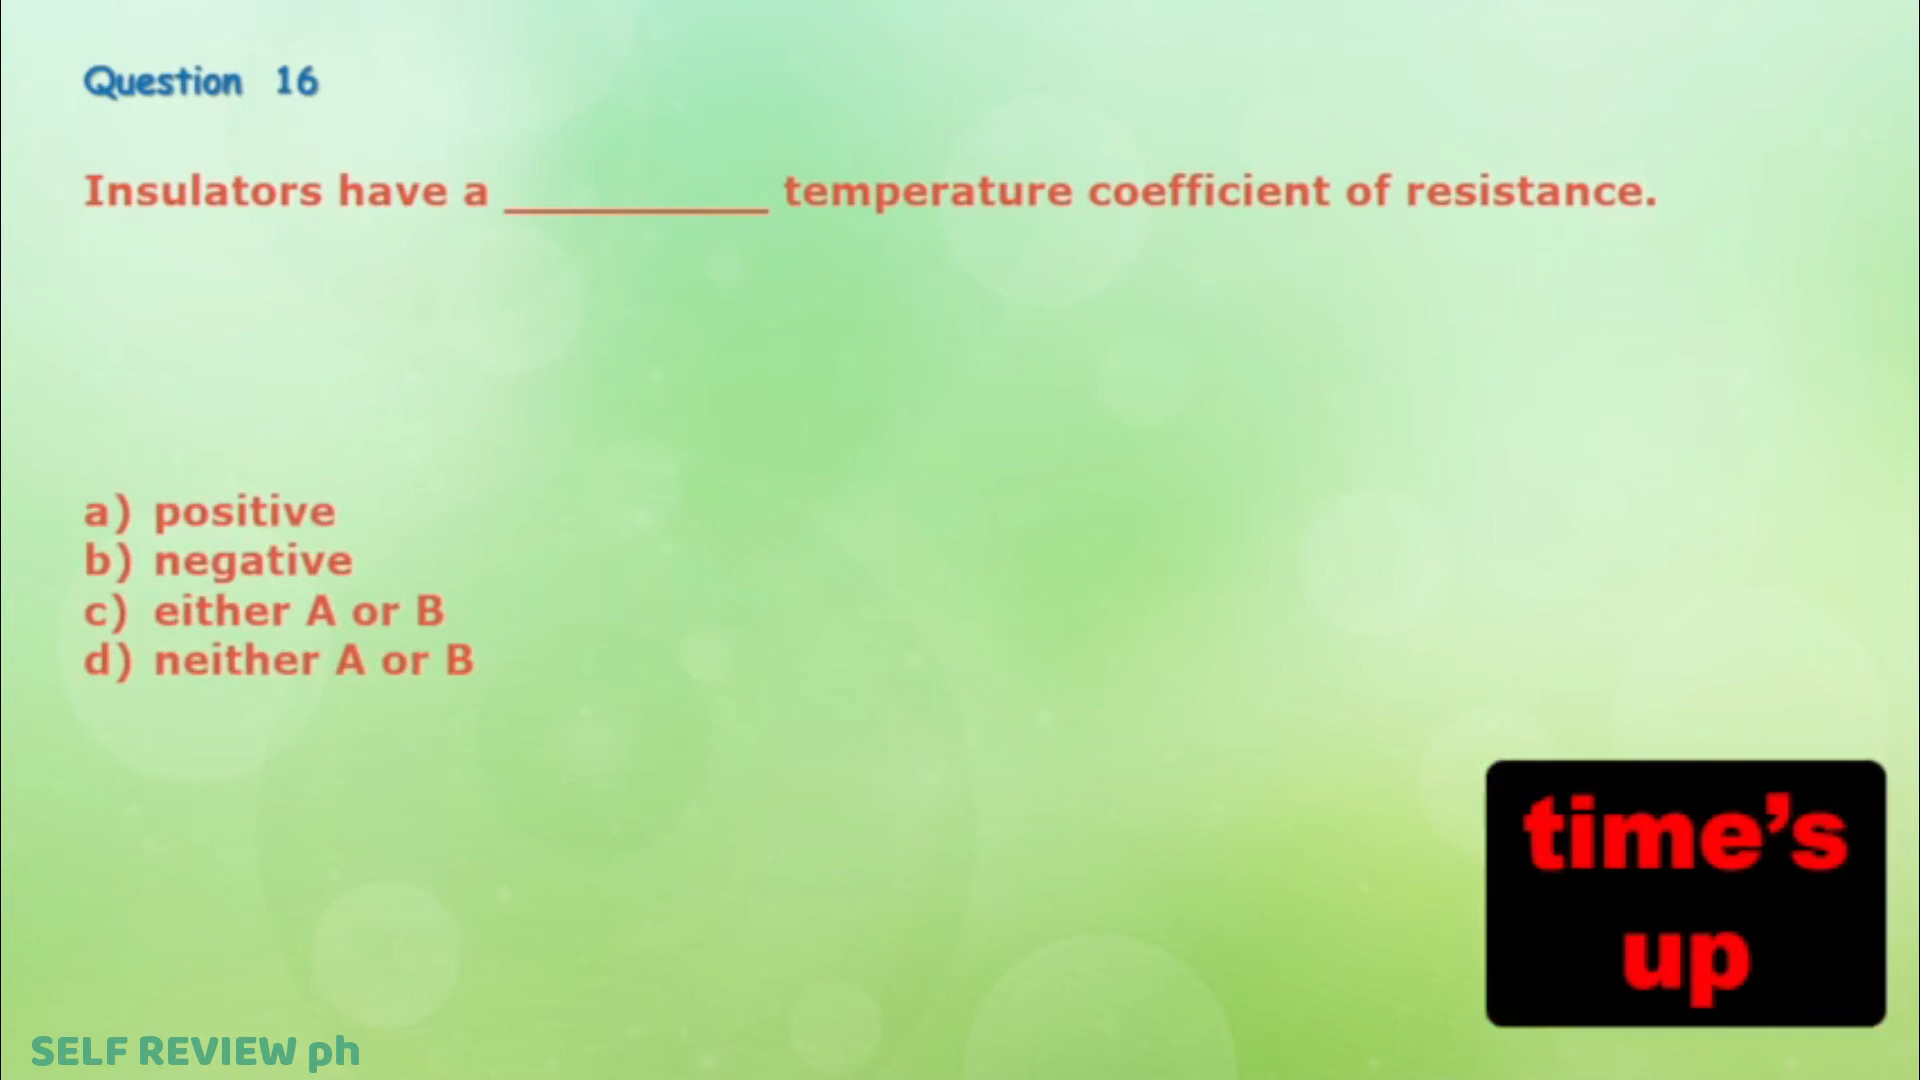 Question 16
Insulators have a __________ temperature coefficient of resistance.
a) positive
b) negative
c) either A or B
d) neither A or B
time’s
up
SELF REVIEW ph